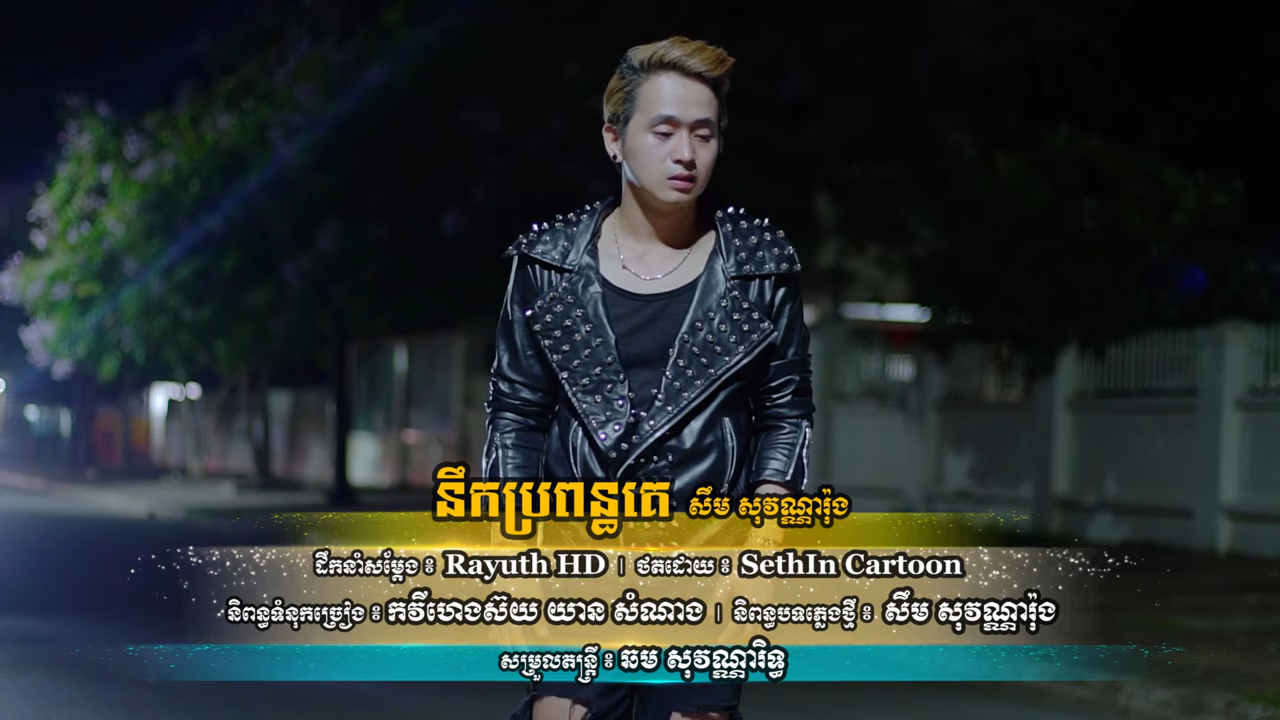 នឹកប្រពន្ធគេ សឹម សុវណ្ណារ៉ុង
ដឹកនាំសម្តែង ៖ Rayuth HD | ថតដោយ ៖ SethIn Cartoon
និពន្ធទំនុកច្រៀង ៖ កវីហេងស៊យ យាន សំណាង | និពន្ធបទភ្លេងថ្មី ៖ សឹម សុវណ្ណារ៉ុង
សម្រួលតន្ត្រី ៖ ឆម សុវណ្ណារិទ្ធ